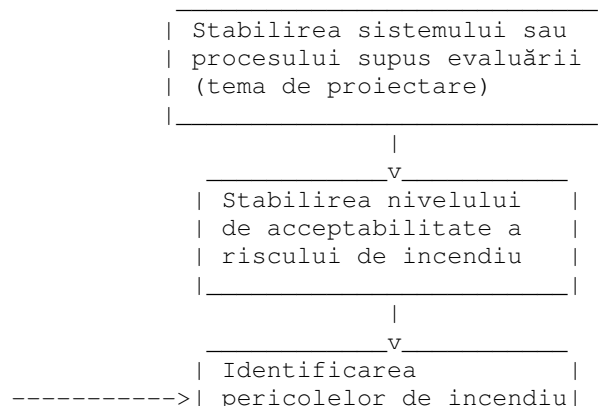 Stabilirea sistemului sau
procesului supus evaluării
(tema de proiectare)
Stabilirea nivelului
de acceptabilitate a
riscului de incendiu
Identificarea
pericolelor de incendiu